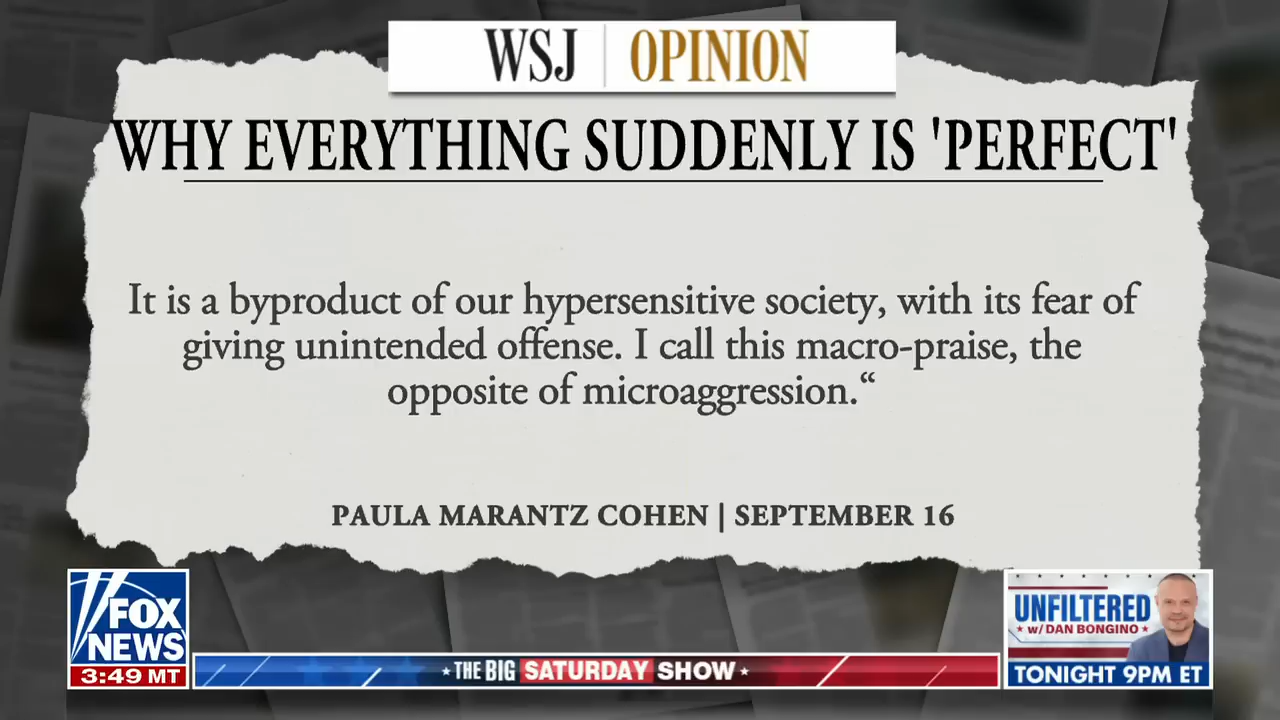 WSJ | OPINION
WHY EVERYTHING SUDDENLY IS 'PERFECT'
It is a byproduct of our hypersensitive society, with its fear of
giving unintended offense. I call this macro-praise, the
opposite of microaggression.“
PAULA MARANTZ COHEN | SEPTEMBER 16
FOX
NEWS
3:49 MT
THE BIG SATURDAY SHOW
UNFILTERED
w/ DAN BONGINO
TONIGHT 9PM ET